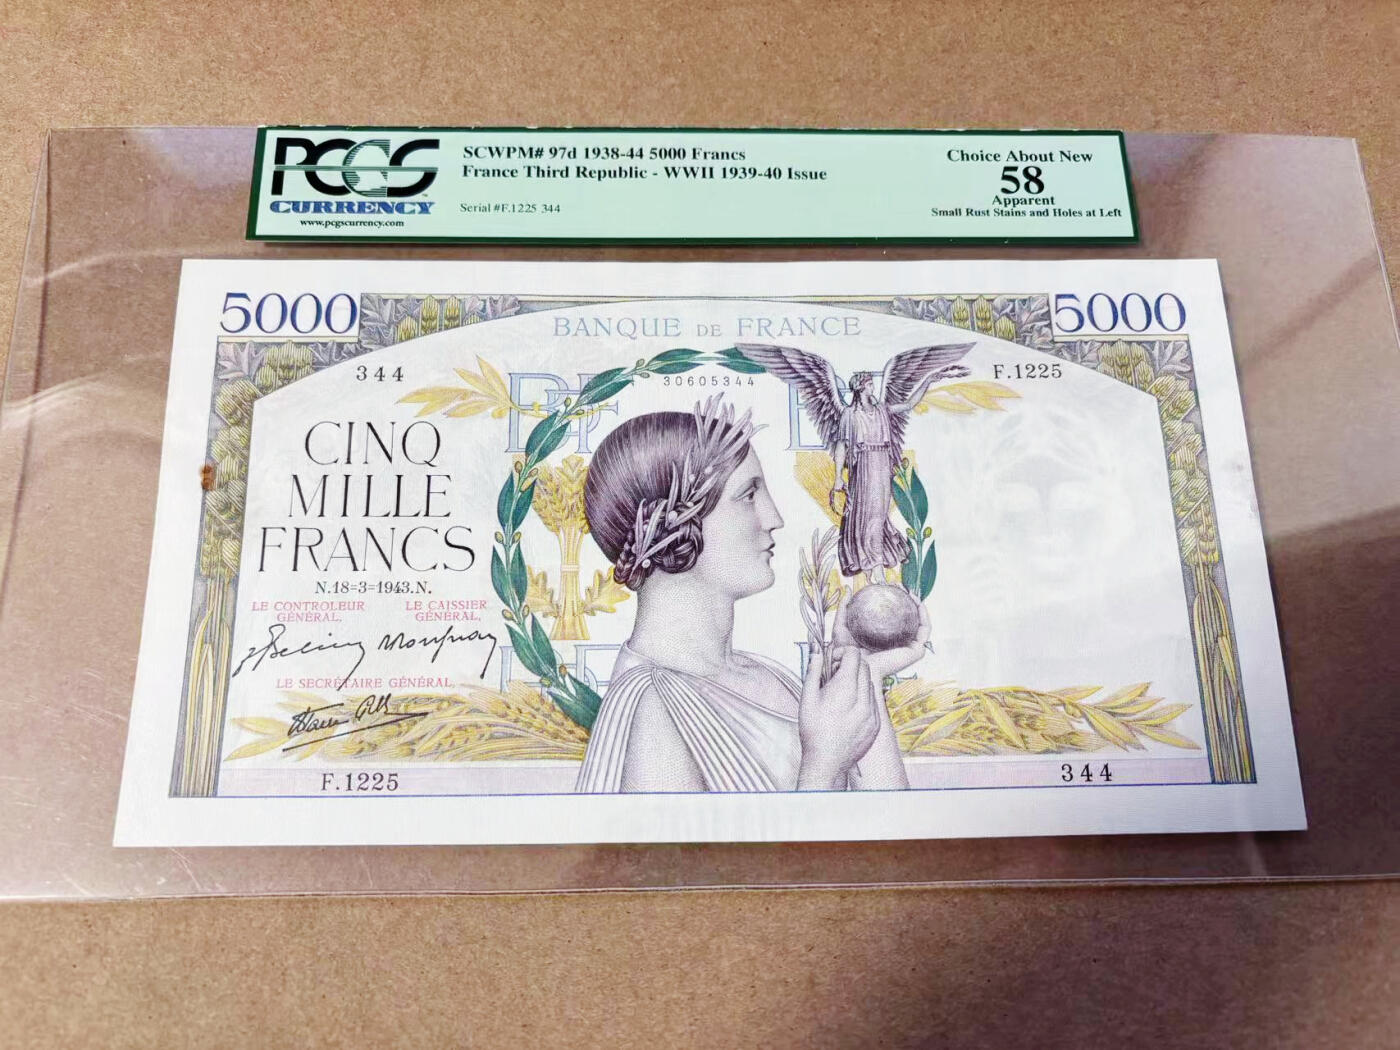 PCGS
CURRENCY
www.pcgscurrency.com
SCWPM# 97d 1938-44 5000 Francs
France Third Republic - WWII 1939-40 Issue
Serial #F.1225 344
Choice About New
58
Apparent
Small Rust Stains and Holes at Left
5000
5000
BANQUE DE FRANCE
344
30605344
F.1225
BF
CINQ
MILLE
FRANCS
N.18=3=1943.N.
LE CONTROLEUR
GÉNÉRAL,
LE CAISSIER
GÉNÉRAL,
LE SECRÉTAIRE GÉNÉRAL,
F.1225
344